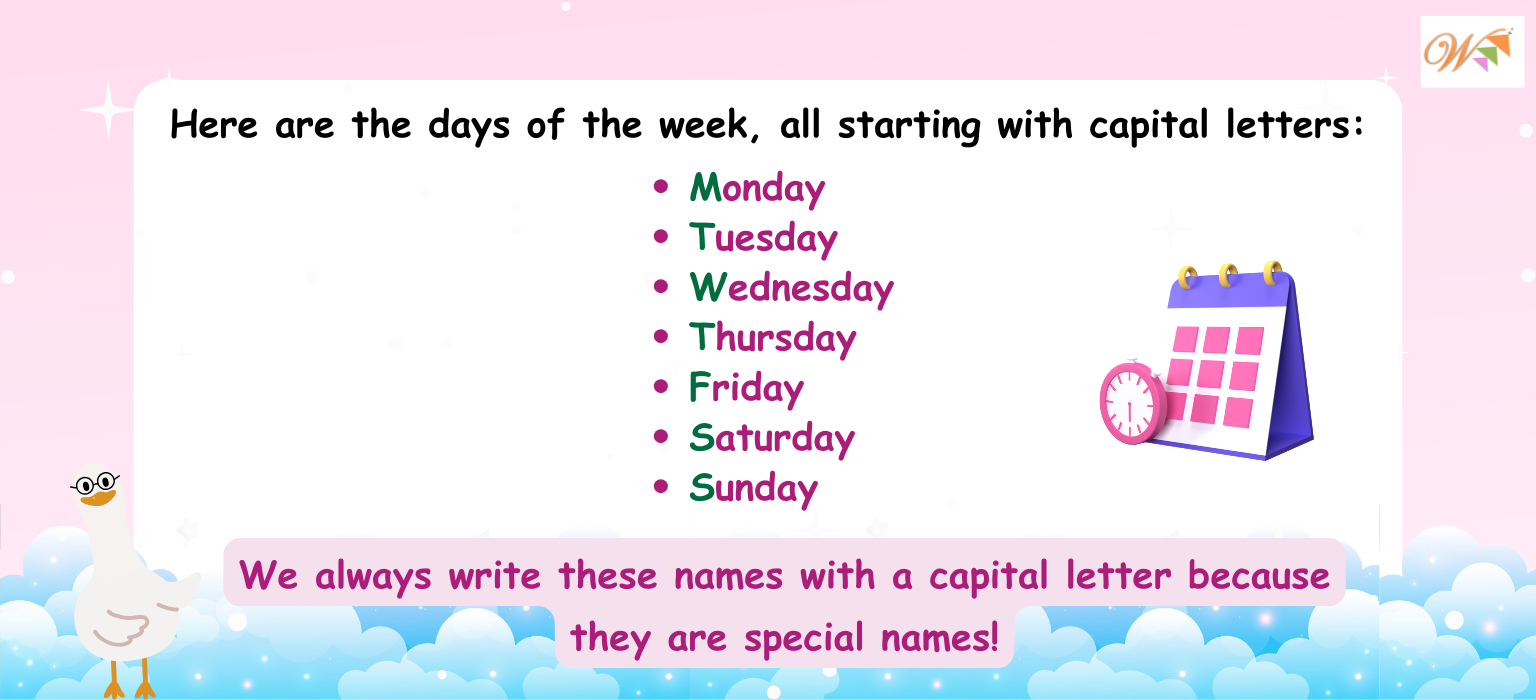 Here are the days of the week, all starting with capital letters:
• Monday
• Tuesday
• Wednesday
• Thursday
• Friday
• Saturday
• Sunday
We always write these names with a capital letter because
they are special names!